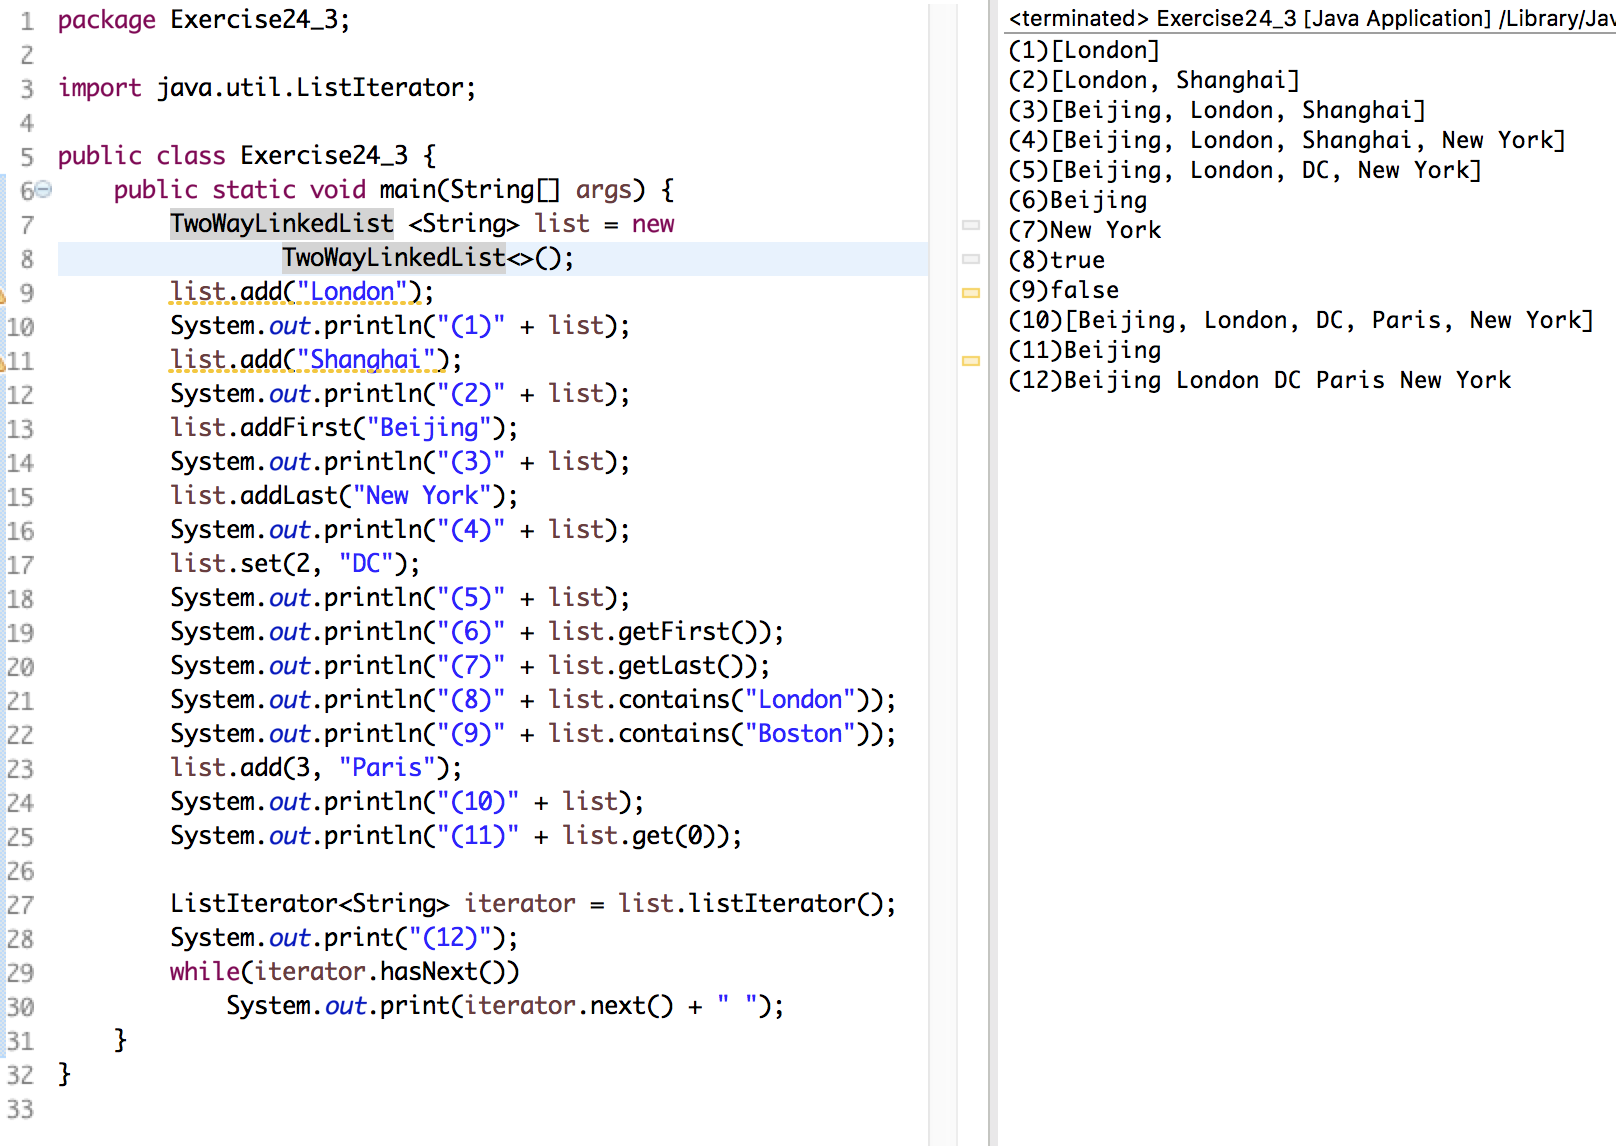 1 package Exercise24_3;
2
3 import java.util.ListIterator;
4
5 public class Exercise24_3 {
6     public static void main(String[] args) {
7         TwoWayLinkedList <String> list = new
8                 TwoWayLinkedList<>();
9         list.add("London");
10         System.out.println("(1)" + list);
11         list.add("Shanghai");
12         System.out.println("(2)" + list);
13         list.addFirst("Beijing");
14         System.out.println("(3)" + list);
15         list.addLast("New York");
16         System.out.println("(4)" + list);
17         list.set(2, "DC");
18         System.out.println("(5)" + list);
19         System.out.println("(6)" + list.getFirst());
20         System.out.println("(7)" + list.getLast());
21         System.out.println("(8)" + list.contains("London"));
22         System.out.println("(9)" + list.contains("Boston"));
23         list.add(3, "Paris");
24         System.out.println("(10)" + list);
25         System.out.println("(11)" + list.get(0));
26
27         ListIterator<String> iterator = list.listIterator();
28         System.out.print("(12)");
29         while(iterator.hasNext())
30             System.out.print(iterator.next() + " ");
31     }
32 }
33
<terminated> Exercise24_3 [Java Application] /Library/Jav
(1)[London]
(2)[London, Shanghai]
(3)[Beijing, London, Shanghai]
(4)[Beijing, London, Shanghai, New York]
(5)[Beijing, London, DC, New York]
(6)Beijing
(7)New York
(8)true
(9)false
(10)[Beijing, London, DC, Paris, New York]
(11)Beijing
(12)Beijing London DC Paris New York